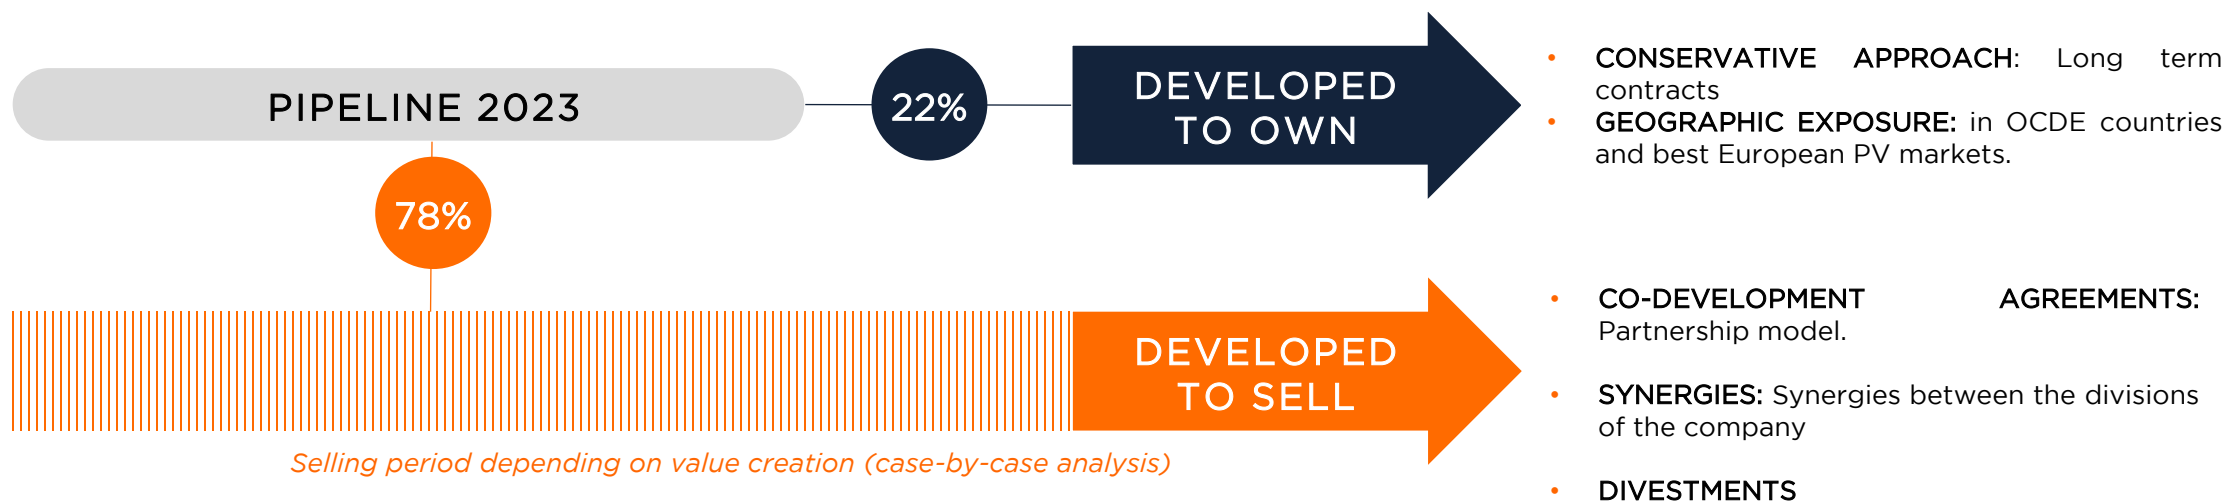 PIPELINE 2023
22%
DEVELOPED
TO OWN
• CONSERVATIVE APPROACH: Long term
contracts
• GEOGRAPHIC EXPOSURE: in OCDE countries
and best European PV markets.
78%
DEVELOPED
TO SELL
Selling period depending on value creation (case-by-case analysis)
• CO-DEVELOPMENT AGREEMENTS:
Partnership model.
• SYNERGIES: Synergies between the divisions
of the company
• DIVESTMENTS